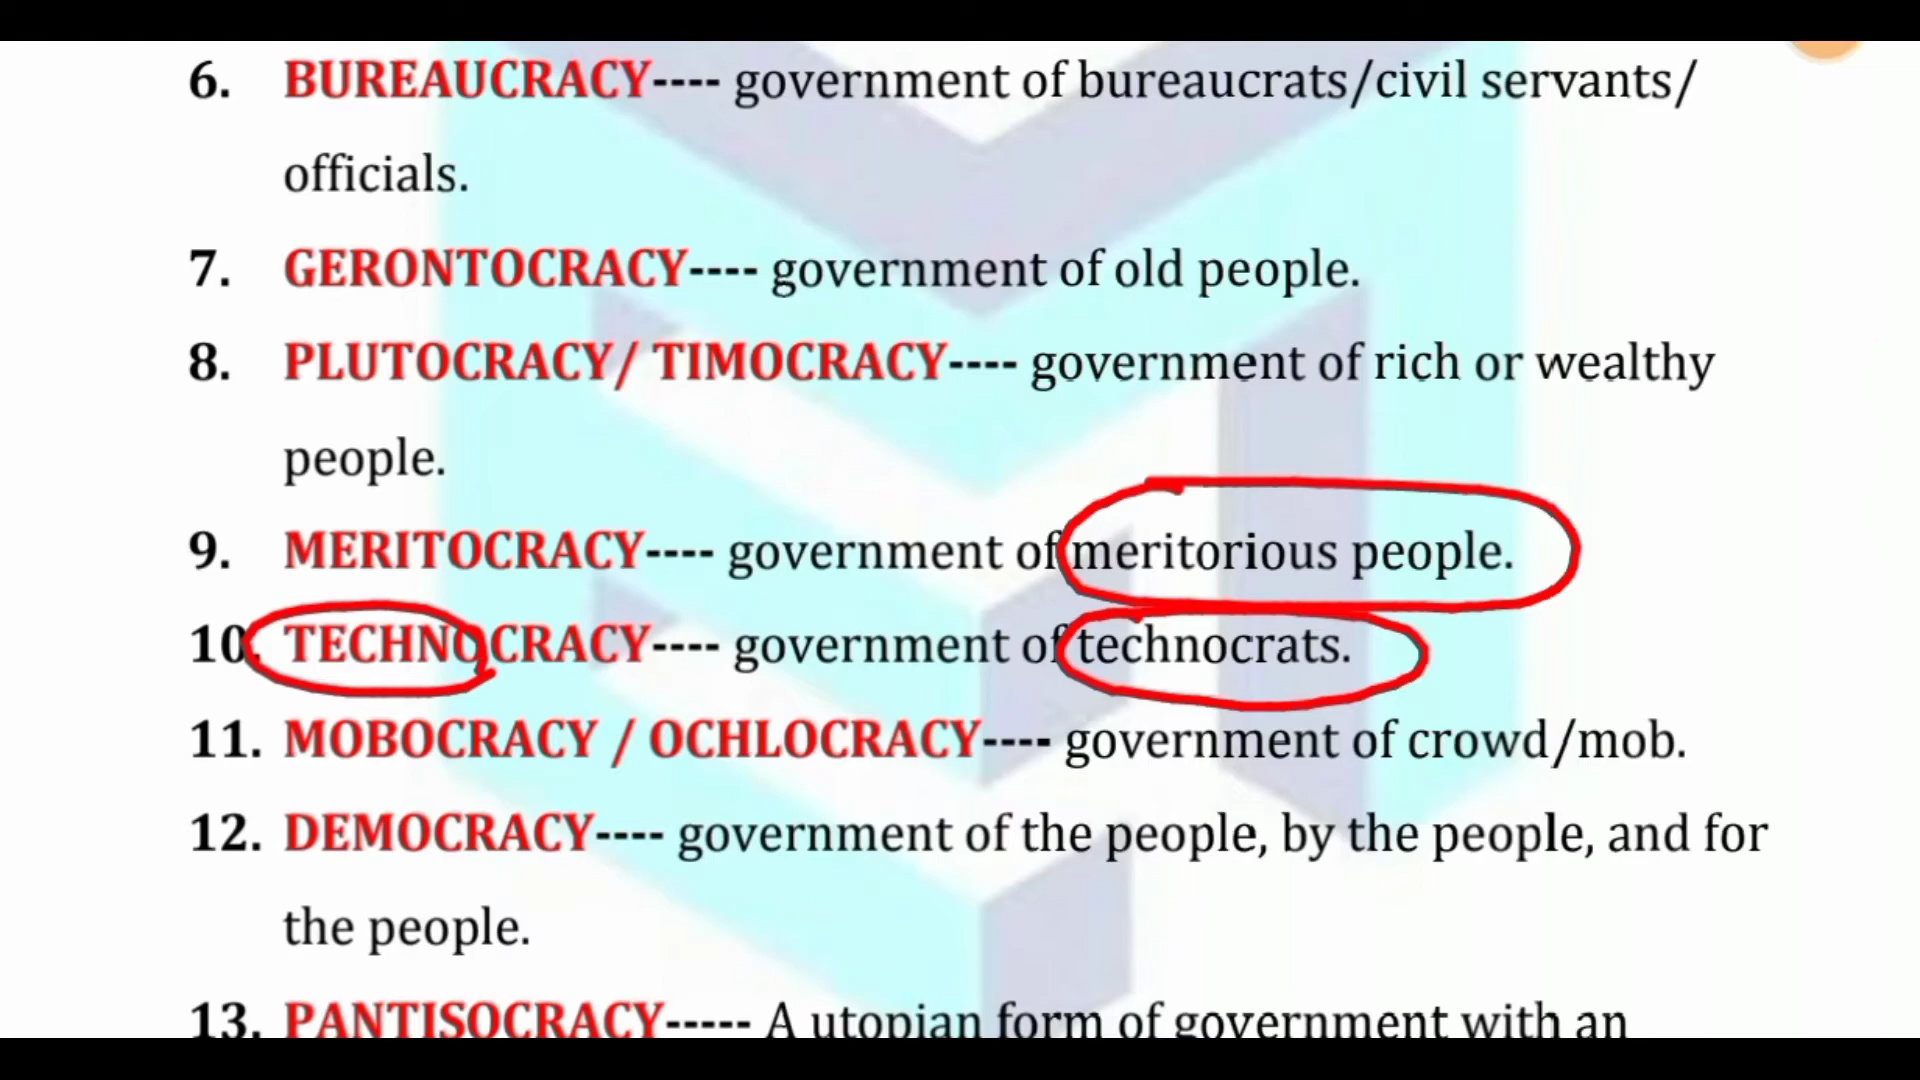 6. BUREAUCRACY---- government of bureaucrats/civil servants/
officials.
7. GERONTOCRACY---- government of old people.
8. PLUTOCRACY/ TIMOCRACY---- government of rich or wealthy
people.
9. MERITOCRACY---- government of meritorious people.
10. TECHNOCRACY---- government of technocrats.
11. MOBOCRACY / OCHLOCRACY---- government of crowd/mob.
12. DEMOCRACY---- government of the people, by the people, and for
the people.
13. PANTISOCRACY----- A utopian form of government with an